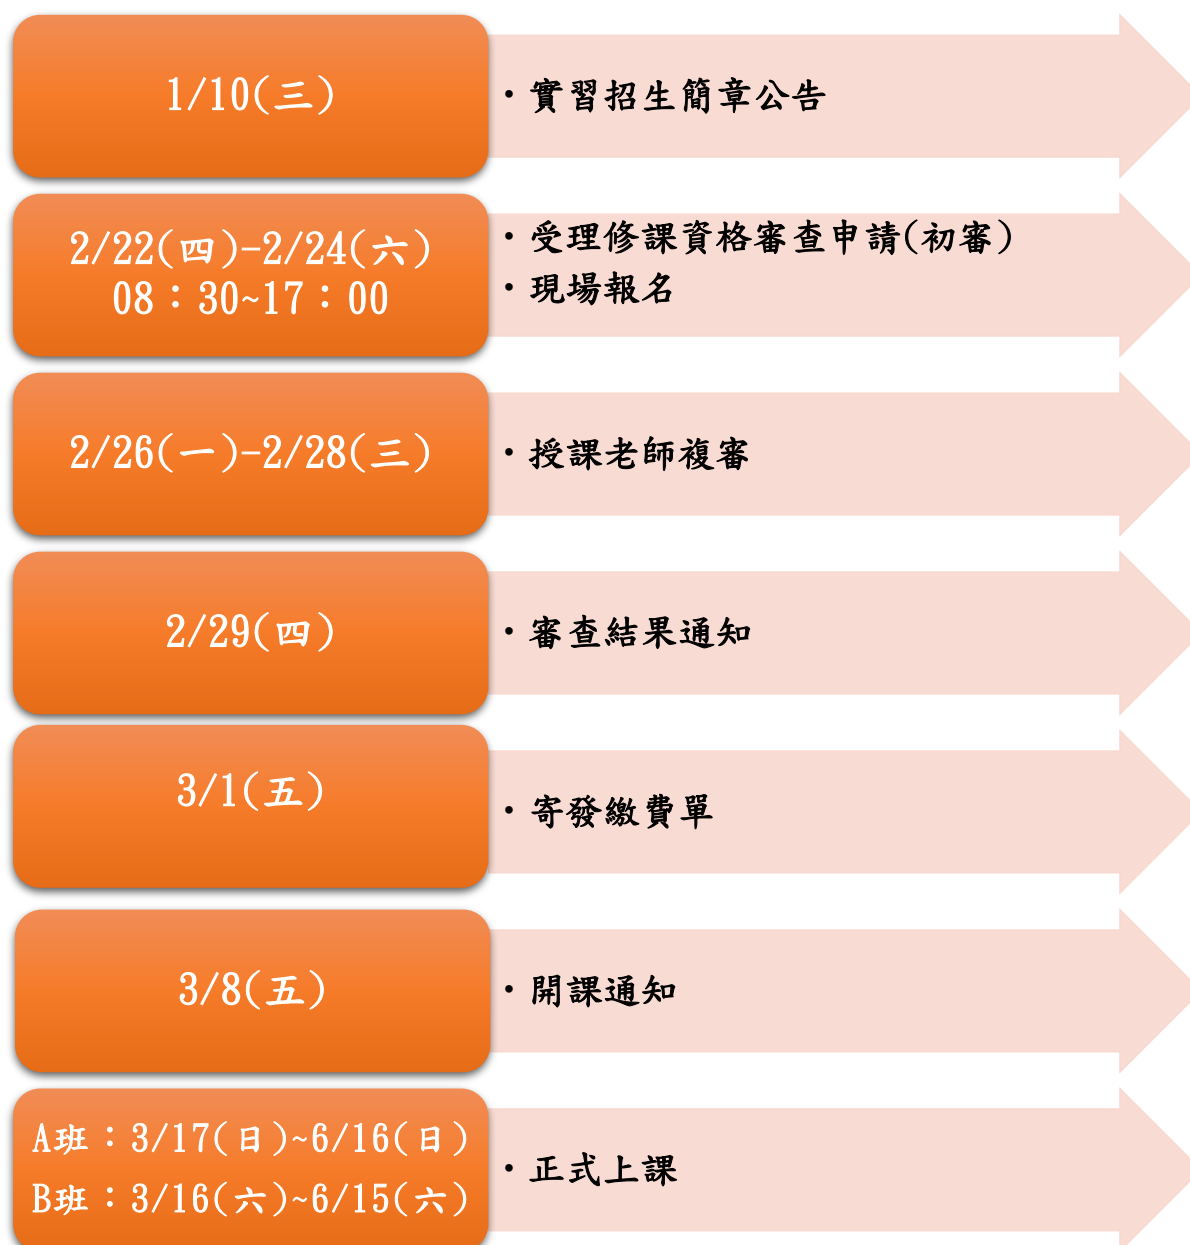 1/10(三)
・實習招生簡章公告
2/22(四)-2/24(六)
08：30~17：00
・受理修課資格審查申請(初審)
・現場報名
2/26(一)-2/28(三)
・授課老師複審
2/29(四)
・審查結果通知
3/1(五)
・寄發繳費單
3/8(五)
・開課通知
A班：3/17(日)~6/16(日)
B班：3/16(六)~6/15(六)
・正式上課